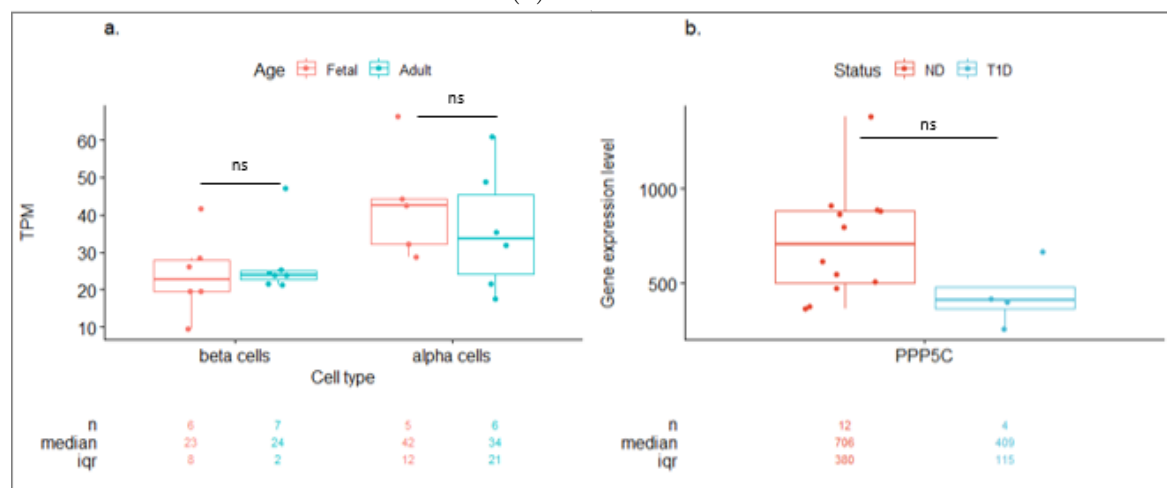 a.
Age Fetal Adult
ns
ns
60
50
40
30
20
10
TPM
beta cells alpha cells
Cell type
n 6 7 5 6
median 23 24 42 34
iqr 8 2 12 21
b.
Status ND T1D
ns
1000
500
Gene expression level
PPP5C
n 12 4
median 706 409
iqr 380 115